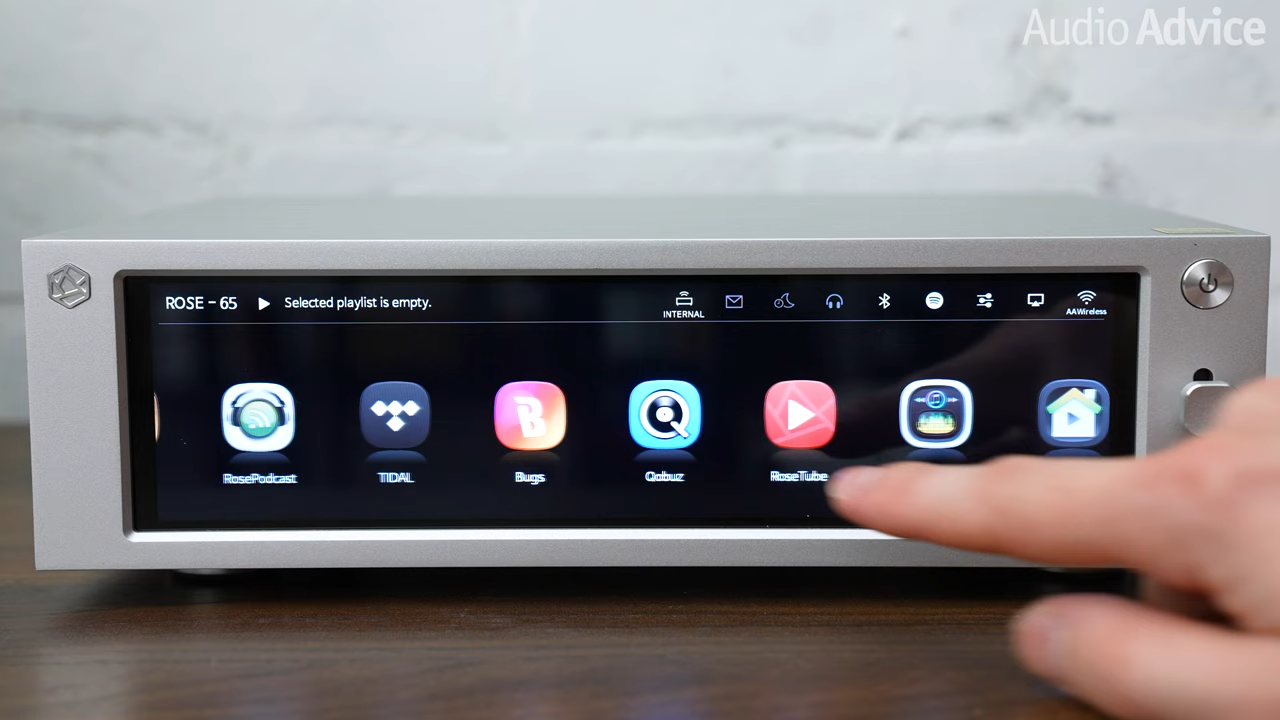 Audio Advice
ROSE - 65 Selected playlist is empty.
INTERNAL
AAWireless
RosePodcast
TIDAL
Bugs
Qobuz
RoseTube